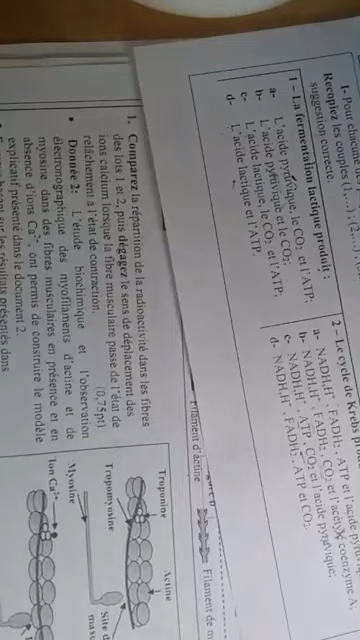 1- Pour chacune de
Recopiez les couples (1,...) ; (2,...)
suggestion correcte.
1 – La fermentation lactique produit :
a- L'acide pyruvique, le CO₂ et l'ATP;
b- L'acide pyruvique et le CO₂;
c- L'acide lactique, le CO₂ et l'ATP;
d- L'acide lactique et l'ATP.
2 - Le cycle de Krebs
a- NADH,H⁺, FADH₂, ATP et l'acide
b- NADH,H⁺, FADH₂, CO₂ et l'acétyl coenzyme A;
c- NADH,H⁺, ATP, CO₂ et l'acide pyruvique;
d- NADH,H⁺, FADH₂, ATP et CO₂.
Filament d'actine
Filament de m
1. Comparez la répartition de la radioactivité dans les fibres
des lots 1 et 2, puis dégagez le sens de déplacement des
ions calcium lorsque la fibre musculaire passe de l'état de
relâchement à l'état de contraction. (0,75pt)
• Donnée 2: L'étude biochimique et l'observation
électronographique des myofilaments d'actine et de
myosine dans des fibres musculaires en présence et en
absence d'ions Ca²⁺, ont permis de construire le modèle
explicatif présenté dans le document 2.
sur les résultats présentés dans
Troponine
Actine
Tropomyosine
Site d
Myosine
Ion Ca²⁺